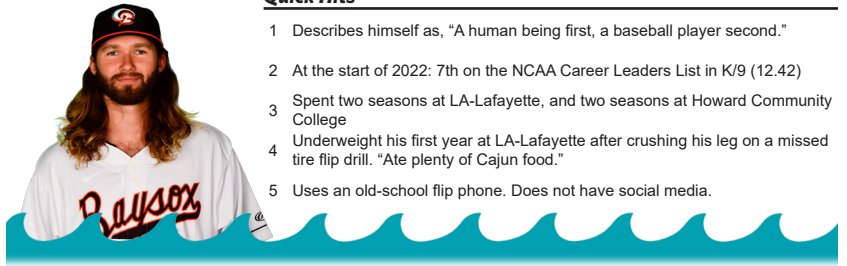 Quick Hits
1 Describes himself as, “A human being first, a baseball player second.”
2 At the start of 2022: 7th on the NCAA Career Leaders List in K/9 (12.42)
3 Spent two seasons at LA-Lafayette, and two seasons at Howard Community
College
4 Underweight his first year at LA-Lafayette after crushing his leg on a missed
tire flip drill. “Ate plenty of Cajun food.”
5 Uses an old-school flip phone. Does not have social media.
Baysox